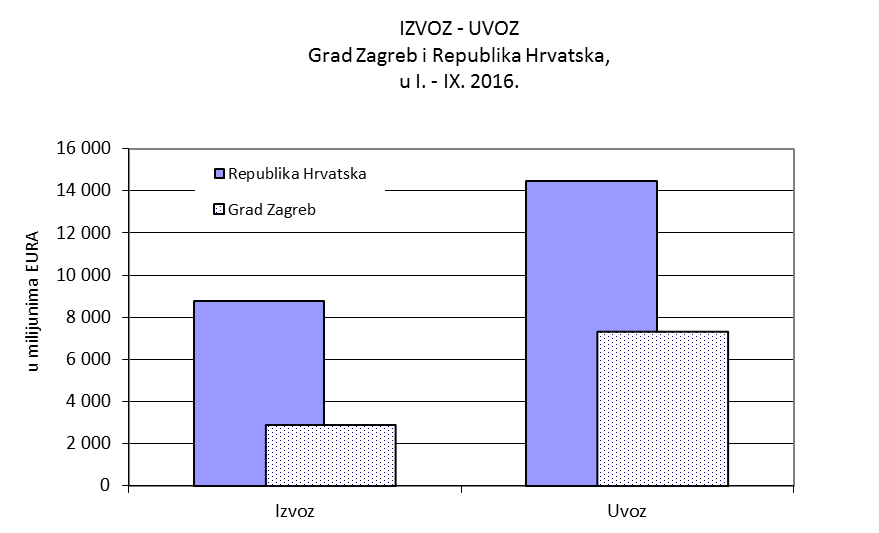 IZVOZ - UVOZ
Grad Zagreb i Republika Hrvatska,
u I. - IX. 2016.
u milijunima EURA
16 000
14 000
12 000
10 000
8 000
6 000
4 000
2 000
0
Republika Hrvatska
Grad Zagreb
Izvoz
Uvoz